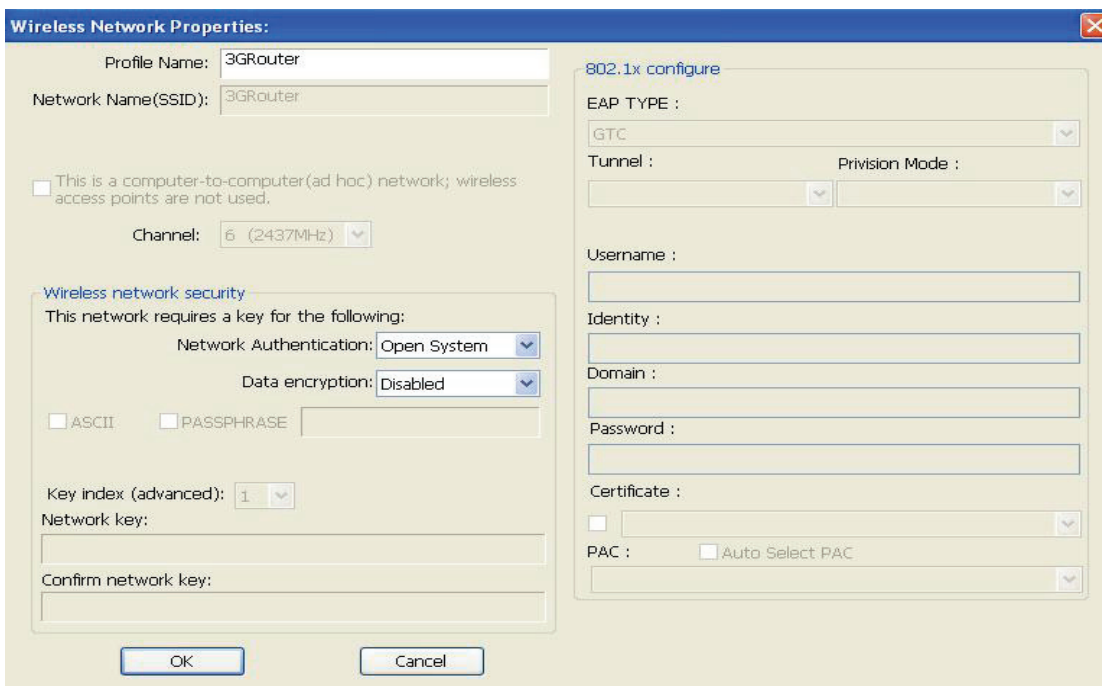 Wireless Network Properties:
Profile Name: 3GRouter
Network Name(SSID): 3GRouter
This is a computer-to-computer(ad hoc) network; wireless
access points are not used.
Channel: 6 (2437MHz)
Wireless network security
This network requires a key for the following:
Network Authentication: Open System
Data encryption: Disabled
ASCII PASSPHRASE
Key index (advanced): 1
Network key:
Confirm network key:
OK Cancel
802.1x configure
EAP TYPE :
GTC
Tunnel : Privision Mode :
Username :
Identity :
Domain :
Password :
Certificate :
PAC : Auto Select PAC